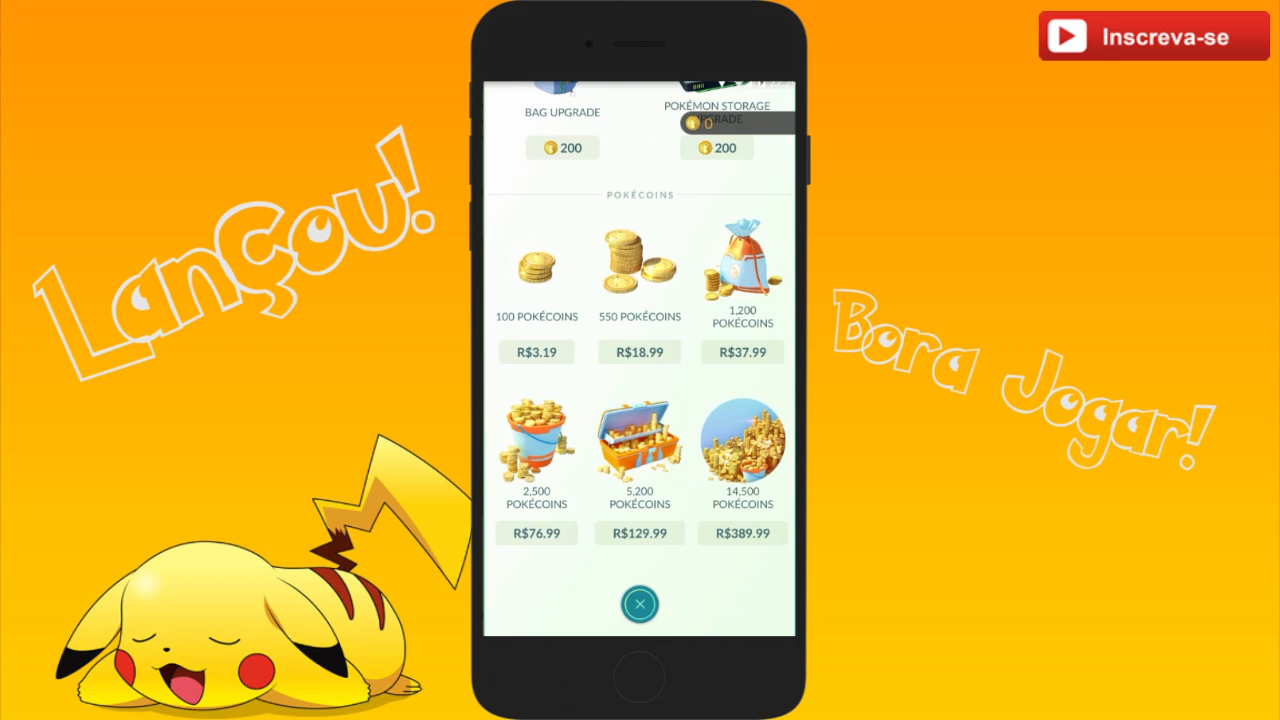 Inscreva-se
BAG UPGRADE
POKÉMON STORAGE
UPGRADE
0
200
200
POKÉCOINS
100 POKÉCOINS
550 POKÉCOINS
1,200
POKÉCOINS
R$3.19
R$18.99
R$37.99
2,500
POKÉCOINS
5,200
POKÉCOINS
14,500
POKÉCOINS
R$76.99
R$129.99
R$389.99
Lançou!
Bora Jogar!